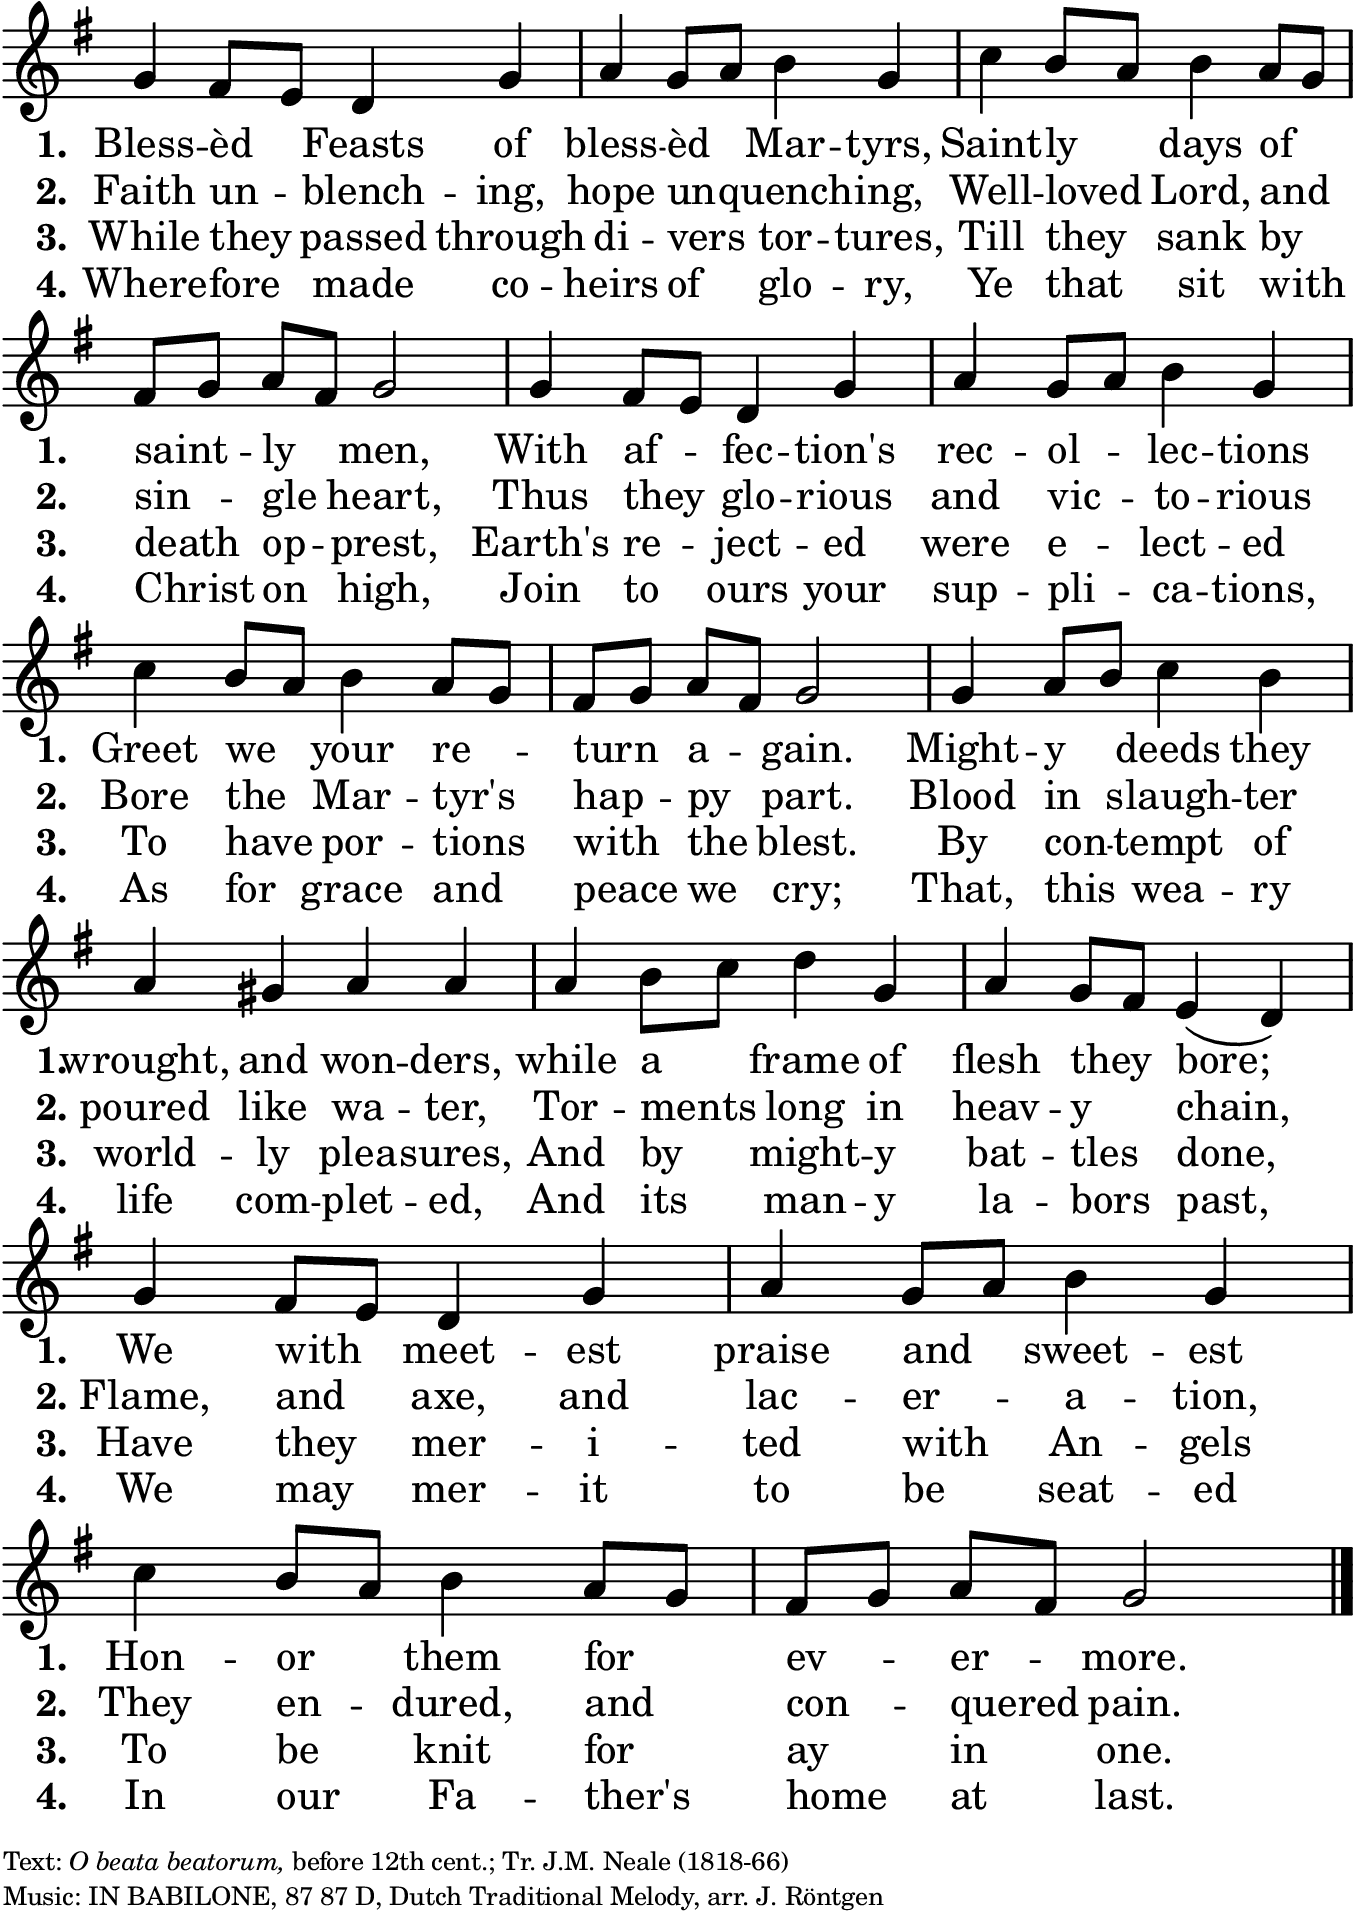 1. Bless -- èd Feasts of bless -- èd Mar -- tyrs, Saintly days of
2. Faith un -- blench -- ing, hope unquenching, Well -- loved Lord, and
3. While they passed through di -- vers tor -- tures, Till they sank by
4. Wherefore made co -- heirs of glo -- ry, Ye that sit with
1. saint -- ly men, With af -- fec -- tion's rec -- ol -- lec -- tions
2. sin -- gle heart, Thus they glo -- rious and vic -- to -- rious
3. death op -- prest, Earth's re -- ject -- ed were e -- lect -- ed
4. Christ on high, Join to ours your sup -- pli -- ca -- tions,
1. Greet we your re -- turn a -- gain. Might -- y deeds they
2. Bore the Mar -- tyr's hap -- py part. Blood in slaugh -- ter
3. To have por -- tions with the blest. By con -- tempt of
4. As for grace and peace we cry; That, this wea -- ry
1. wrought, and won -- ders, while a frame of flesh they bore;
2. poured like wa -- ter, Tor -- ments long in heav -- y chain,
3. world -- ly pleasures, And by might -- y bat -- tles done,
4. life com -- plet -- ed, And its man -- y la -- bors past,
1. We with meet -- est praise and sweet -- est
2. Flame, and axe, and lac -- er -- a -- tion,
3. Have they mer -- i -- ted with An -- gels
4. We may mer -- it to be seat -- ed
1. Hon -- or them for ev -- er -- more.
2. They en -- dured, and con -- quered pain.
3. To be knit for ay in one.
4. In our Fa -- ther's home at last.
Text: O beata beatorum, before 12th cent.; Tr. J.M. Neale (1818-66)
Music: IN BABILONE, 87 87 D, Dutch Traditional Melody, arr. J. Röntgen